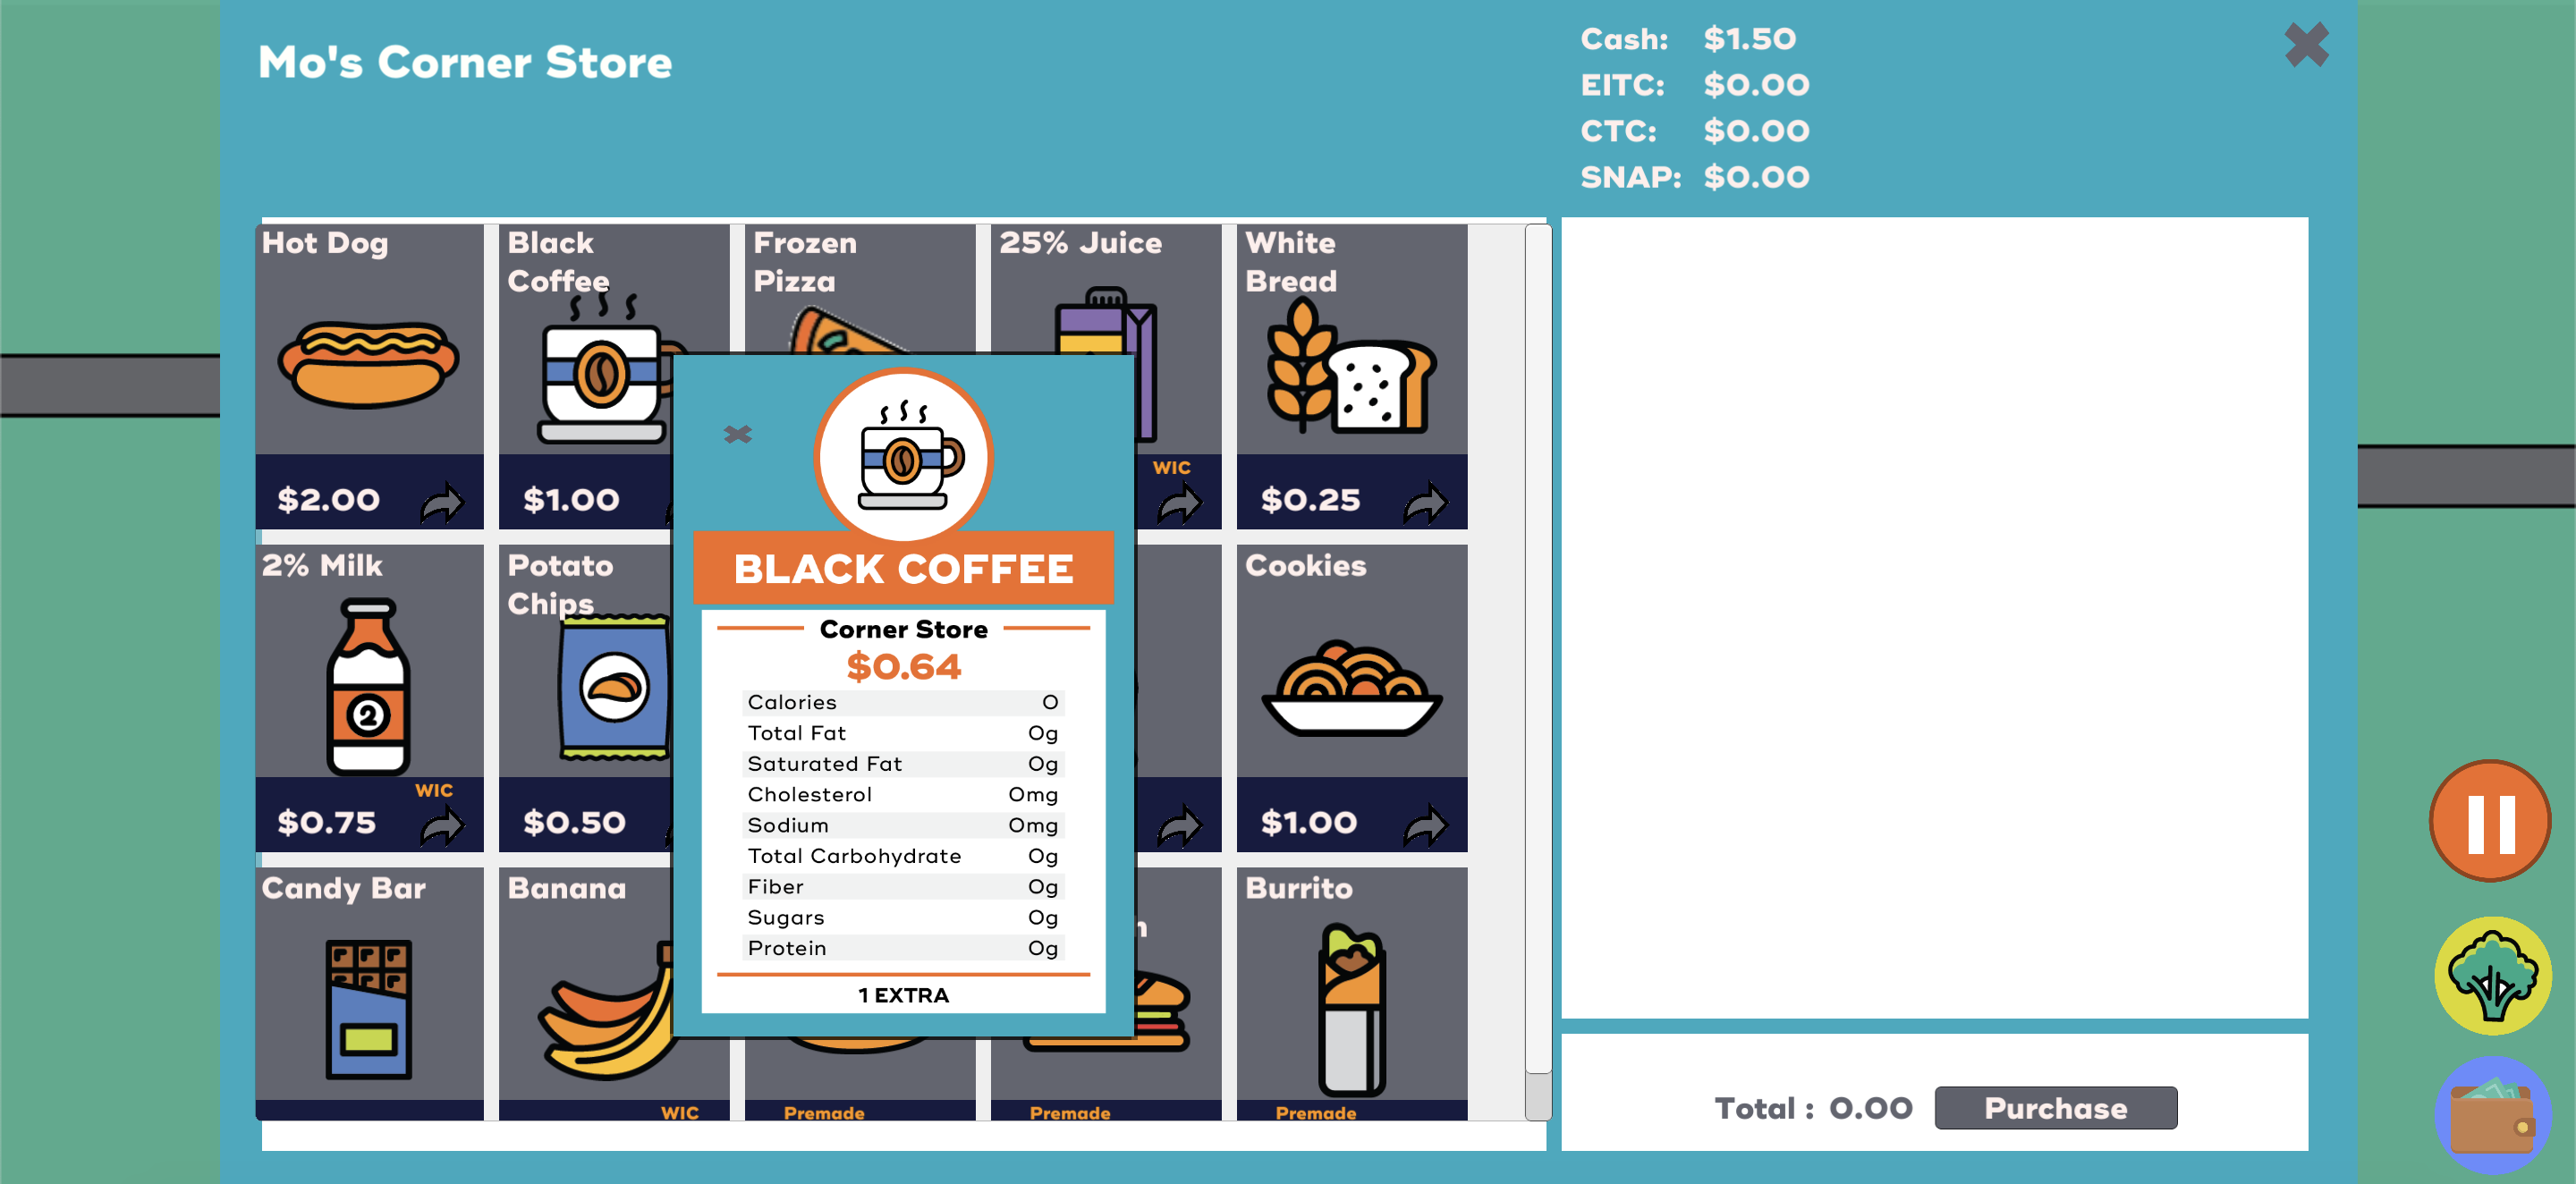 Mo's Corner Store
Cash: $1.50
EITC: $0.00
CTC: $0.00
SNAP: $0.00
Hot Dog
Black
Coffee
Frozen
Pizza
25% Juice
White
Bread
$2.00
$1.00
WIC
$0.25
2% Milk
2
Potato
Chips
Cookies
WIC
$0.75
$0.50
$1.00
Candy Bar
Banana
Burrito
WIC
Premade
Premade
Premade
BLACK COFFEE
Corner Store
$0.64
Calories 0
Total Fat 0g
Saturated Fat 0g
Cholesterol 0mg
Sodium 0mg
Total Carbohydrate 0g
Fiber 0g
Sugars 0g
Protein 0g
1 EXTRA
Total : 0.00
Purchase